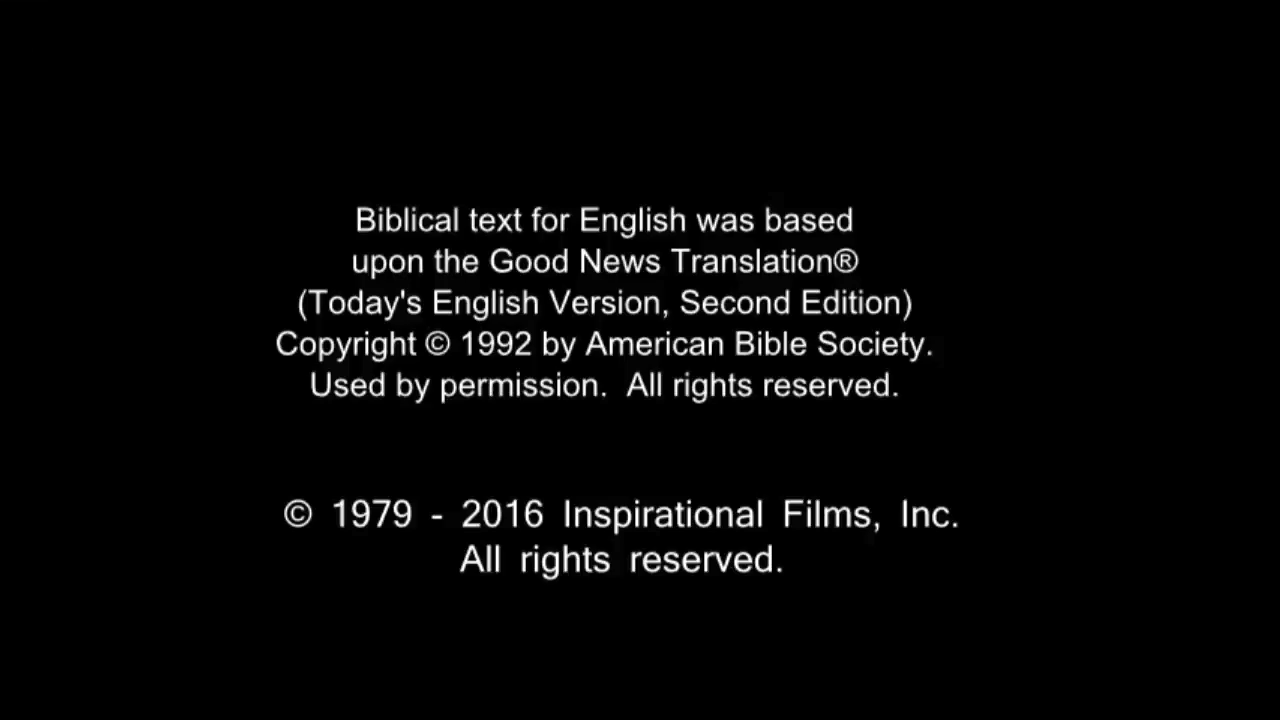 Biblical text for English was based
upon the Good News Translation®
(Today's English Version, Second Edition)
Copyright © 1992 by American Bible Society.
Used by permission.  All rights reserved.
© 1979 - 2016 Inspirational Films, Inc.
All rights reserved.